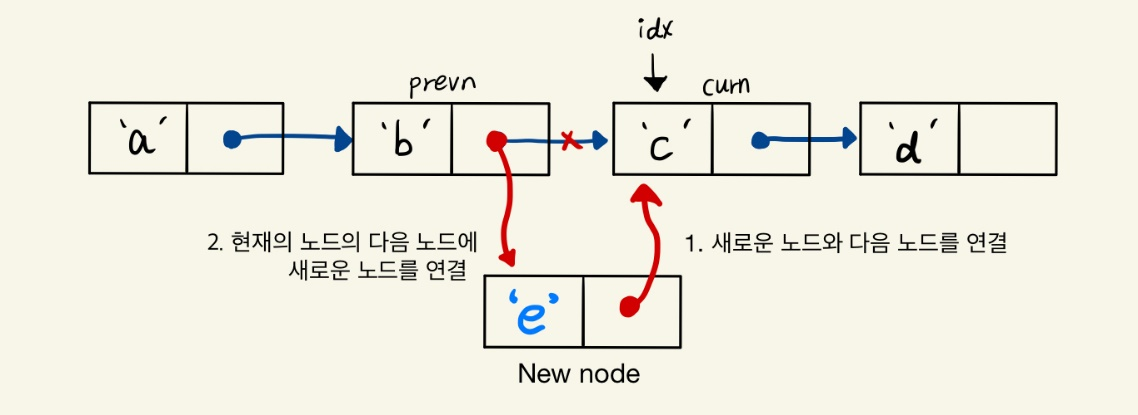 idx
prevn
curn
'a'
'b'
'c'
'd'
2. 현재의 노드의 다음 노드에
새로운 노드를 연결
1. 새로운 노드와 다음 노드를 연결
'e'
New node